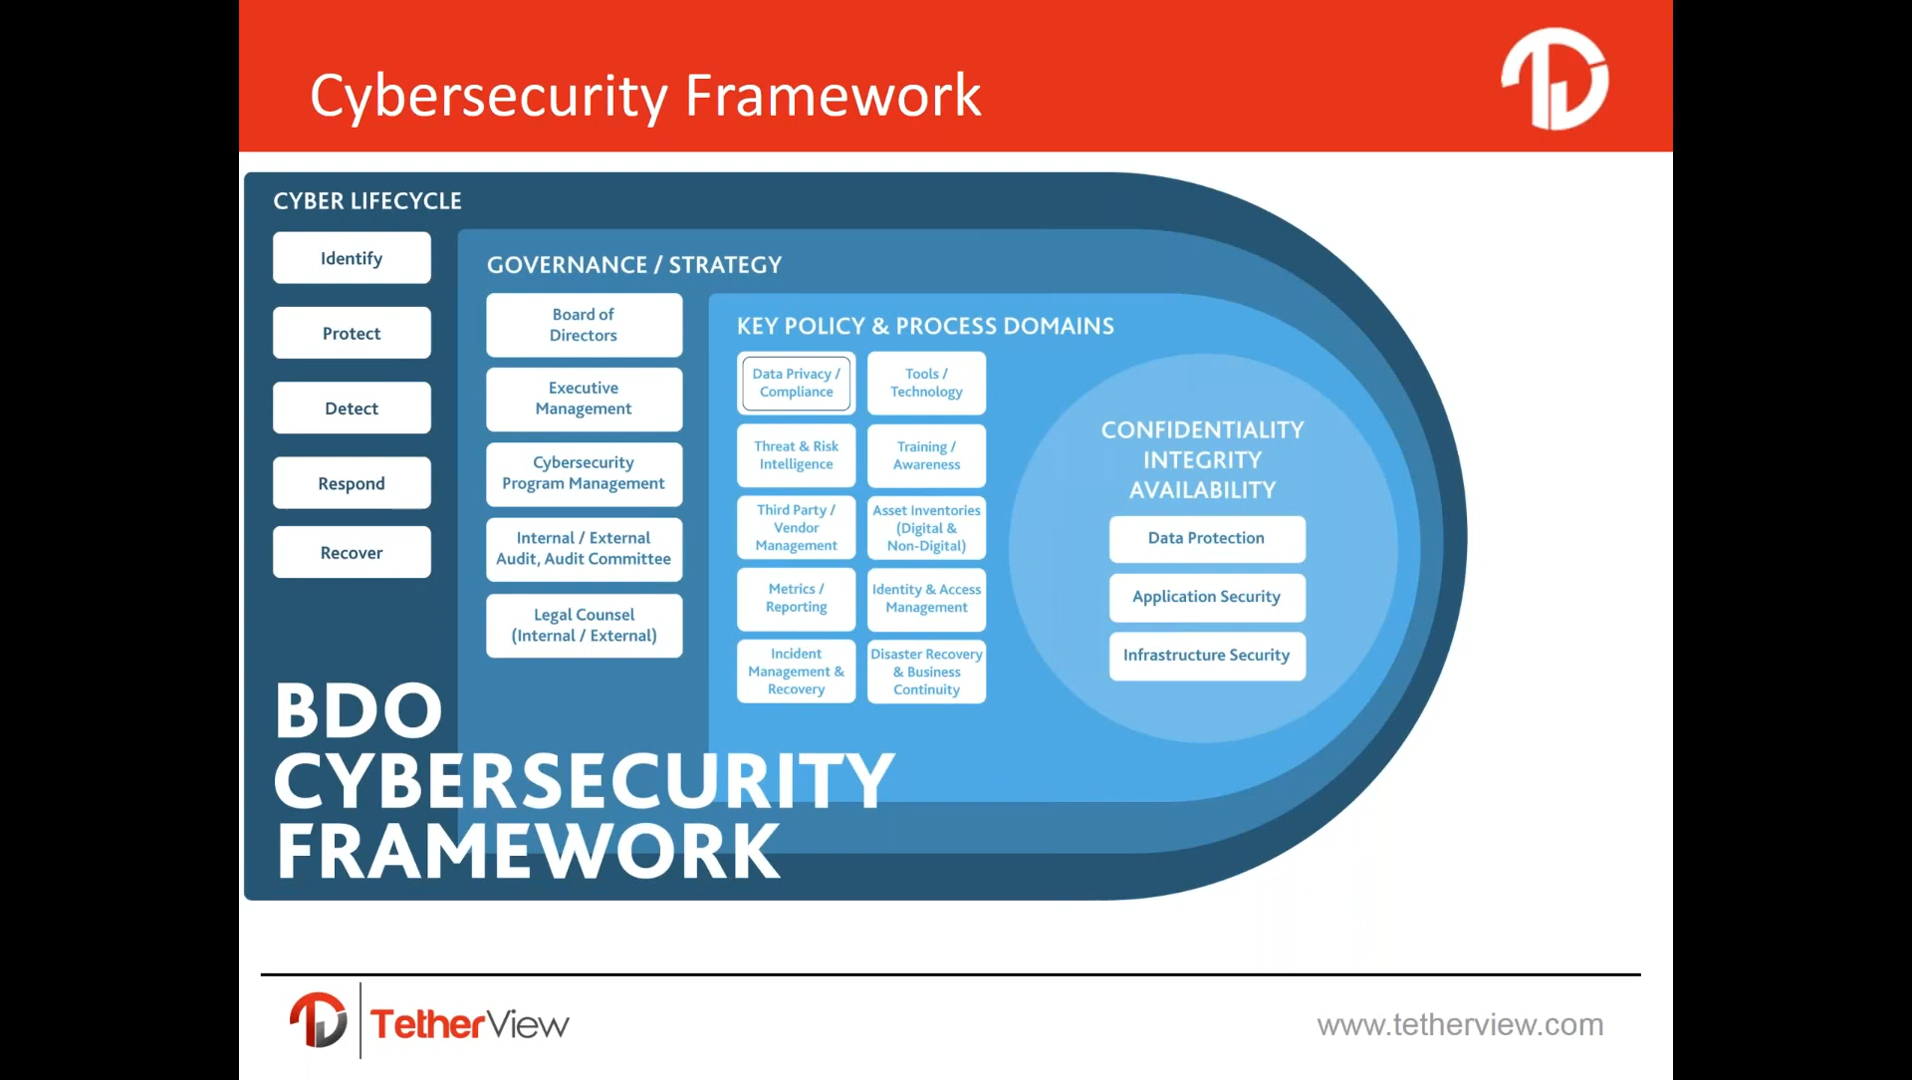 Cybersecurity Framework
CYBER LIFECYCLE
Identify
Protect
Detect
Respond
Recover
GOVERNANCE / STRATEGY
Board of
Directors
Executive
Management
Cybersecurity
Program Management
Internal / External
Audit, Audit Committee
Legal Counsel
(Internal / External)
KEY POLICY & PROCESS DOMAINS
Data Privacy /
Compliance
Tools /
Technology
Threat & Risk
Intelligence
Training /
Awareness
Third Party /
Vendor
Management
Asset Inventories
(Digital &
Non-Digital)
Metrics /
Reporting
Identity & Access
Management
Incident
Management &
Recovery
Disaster Recovery
& Business
Continuity
CONFIDENTIALITY
INTEGRITY
AVAILABILITY
Data Protection
Application Security
Infrastructure Security
BDO
CYBERSECURITY
FRAMEWORK
TetherView
www.tetherview.com